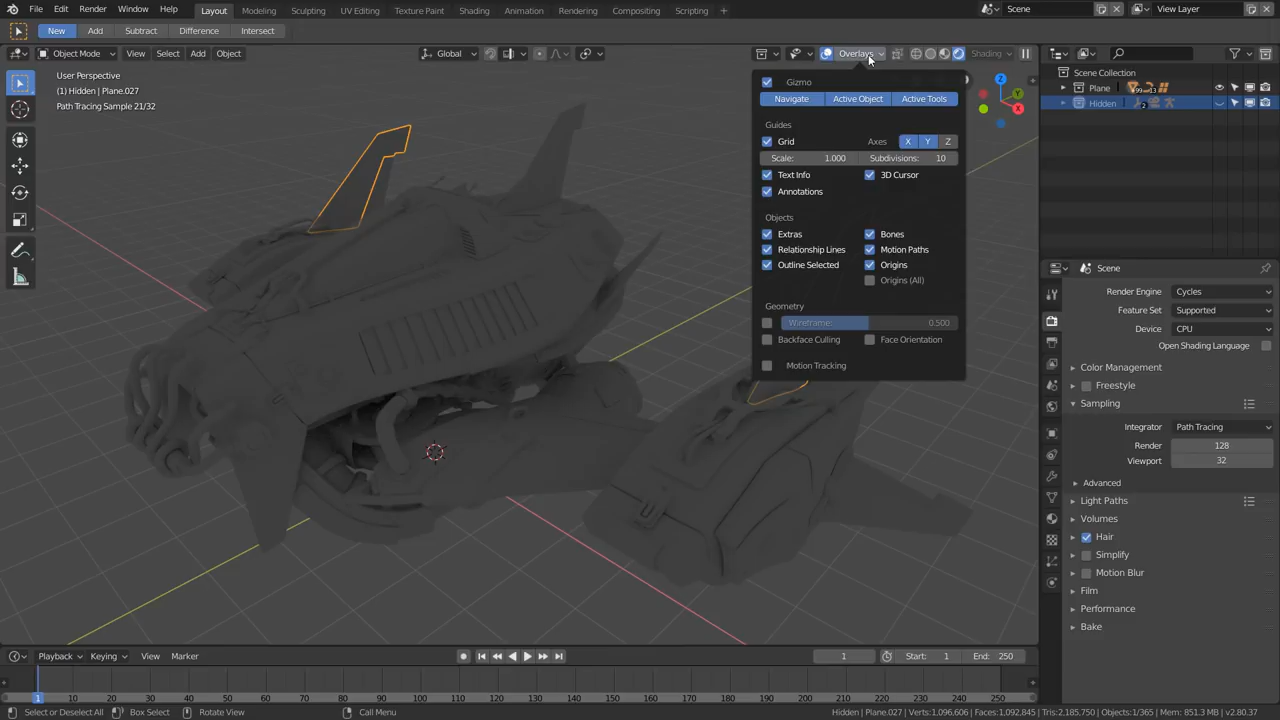 File Edit Render Window Help Layout Modeling Sculpting UV Editing Texture Paint Shading Animation Rendering Compositing Scripting + Scene View Layer
New Add Subtract Difference Intersect
Object Mode View Select Add Object Global Overlays Shading
User Perspective
(1) Hidden | Plane.027
Path Tracing Sample 21/32
Gizmo
Navigate Active Object Active Tools
Guides
Grid Axes X Y Z
Scale: 1.000 Subdivisions: 10
Text Info 3D Cursor
Annotations
Objects
Extras Bones
Relationship Lines Motion Paths
Outline Selected Origins
Origins (All)
Geometry
Wireframe: 0.500
Backface Culling Face Orientation
Motion Tracking
Z
Y
X
Scene Collection
Plane 99+ 13
Hidden 2
Scene
Render Engine Cycles
Feature Set Supported
Device CPU
Open Shading Language
Color Management
Freestyle
Sampling
Integrator Path Tracing
Render 128
Viewport 32
Advanced
Light Paths
Volumes
Hair
Simplify
Motion Blur
Film
Performance
Bake
Playback Keying View Marker 1 Start: 1 End: 250
1 10 20 30 40 50 60 70 80 90 100 110 120 130 140 150 160 170 180 190 200 210 220 230 240 250
Select or Deselect All Box Select Rotate View Call Menu Hidden | Plane.027 | Verts:1,096,606 | Faces:1,092,845 | Tris:2,185,750 | Objects:1/365 | Mem: 851.3 MB | v2.80.37